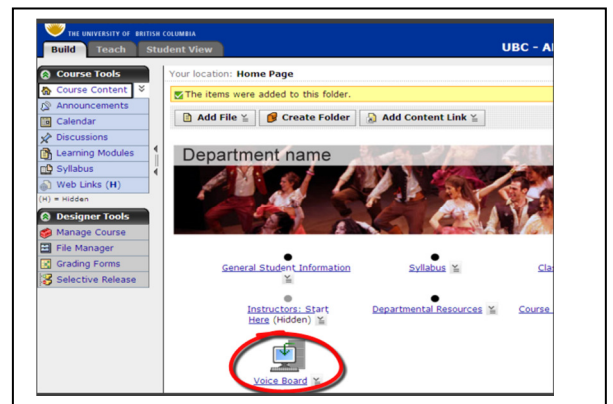 THE UNIVERSITY OF BRITISH COLUMBIA
Build Teach Student View
UBC - A
Course Tools
Course Content
Announcements
Calendar
Discussions
Learning Modules
Syllabus
Web Links (H)
(H) = Hidden
Designer Tools
Manage Course
File Manager
Grading Forms
Selective Release
Your location: Home Page
The items were added to this folder.
Add File Create Folder Add Content Link
Department name
General Student Information
Syllabus
Cla
Instructors: Start
Here (Hidden)
Departmental Resources
Course
Voice Board